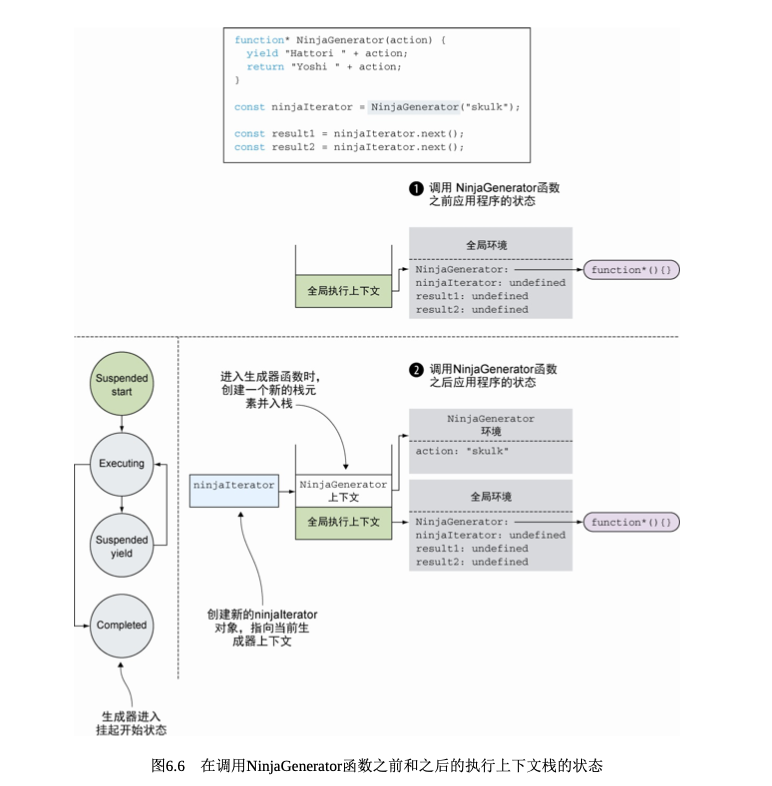 function* NinjaGenerator(action) {
yield "Hattori " + action;
return "Yoshi " + action;
}
const ninjaIterator = NinjaGenerator("skulk");
const result1 = ninjaIterator.next();
const result2 = ninjaIterator.next();
1 调用 NinjaGenerator函数
之前应用程序的状态
全局环境
NinjaGenerator:
function*(){}
ninjaIterator: undefined
result1: undefined
result2: undefined
全局执行上下文
Suspended
start
Executing
Suspended
yield
Completed
生成器进入
挂起开始状态
进入生成器函数时,
创建一个新的栈元
素并入栈
2 调用NinjaGenerator函数
之后应用程序的状态
NinjaGenerator
环境
action: "skulk"
ninjaIterator
NinjaGenerator
上下文
全局执行上下文
全局环境
NinjaGenerator:
function*(){}
ninjaIterator: undefined
result1: undefined
result2: undefined
创建新的ninjaIterator
对象，指向当前生
成器上下文
图6.6 在调用NinjaGenerator函数之前和之后的执行上下文栈的状态